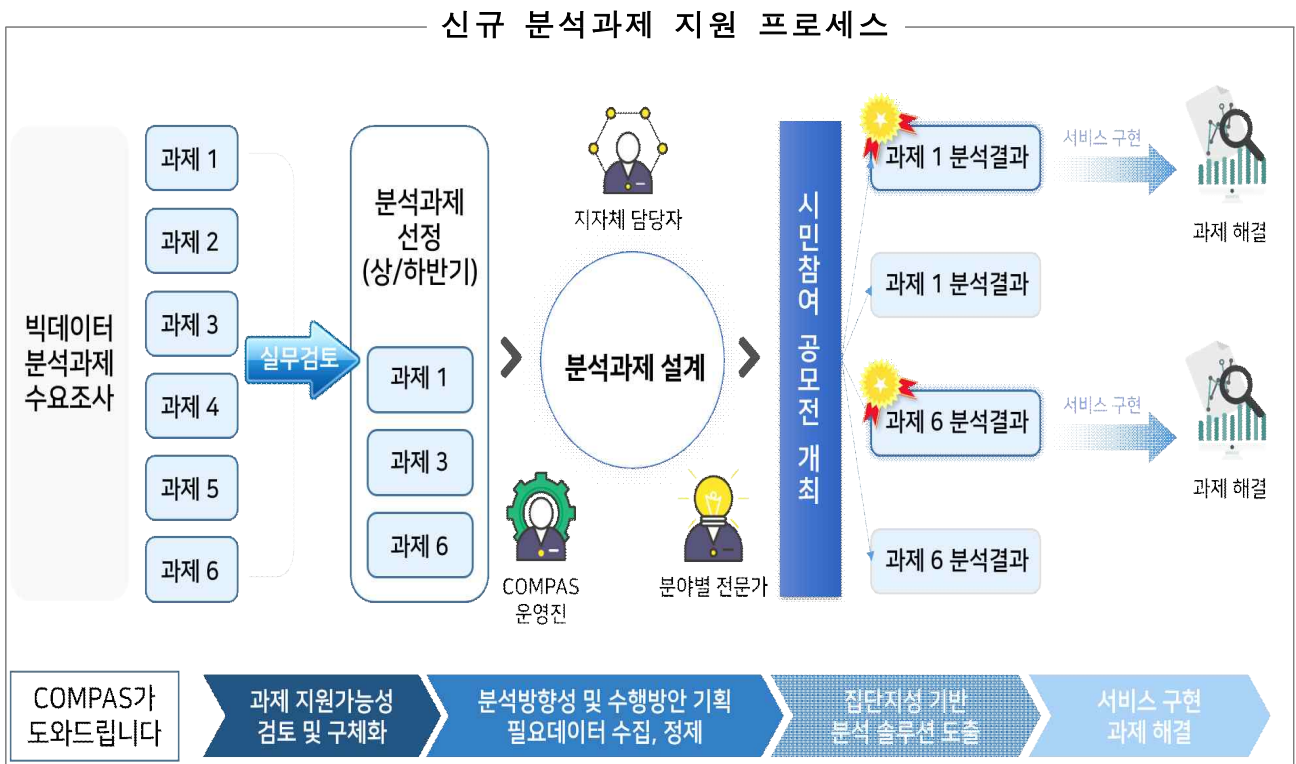 신규 분석과제 지원 프로세스
빅데이터
분석과제
수요조사
과제 1
과제 2
과제 3
과제 4
과제 5
과제 6
실무검토
분석과제
선정
(상/하반기)
과제 1
과제 3
과제 6
지자체 담당자
분석과제 설계
COMPAS
운영진
분야별 전문가
시민참여 공모전 개최
과제 1 분석결과
과제 1 분석결과
과제 6 분석결과
과제 6 분석결과
서비스 구현
과제 해결
서비스 구현
과제 해결
COMPAS가
도와드립니다
과제 지원가능성
검토 및 구체화
분석방향성 및 수행방안 기획
필요데이터 수집, 정제
집단지성 기반
분석 솔루션 도출
서비스 구현
과제 해결